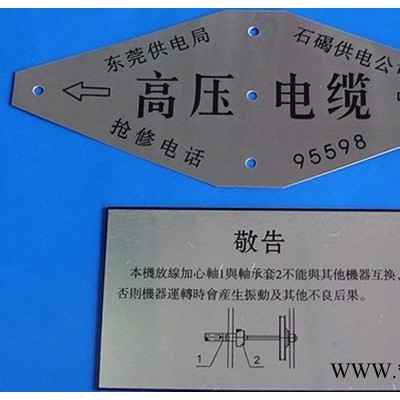 东莞供电局 石碣供电公
高压 电缆
抢修电话 95598
敬告
本機放線加心軸1與軸承套2不能與其他機器互换,
否則機器運轉時會産生振動及其他不良后果。
1 2
www.